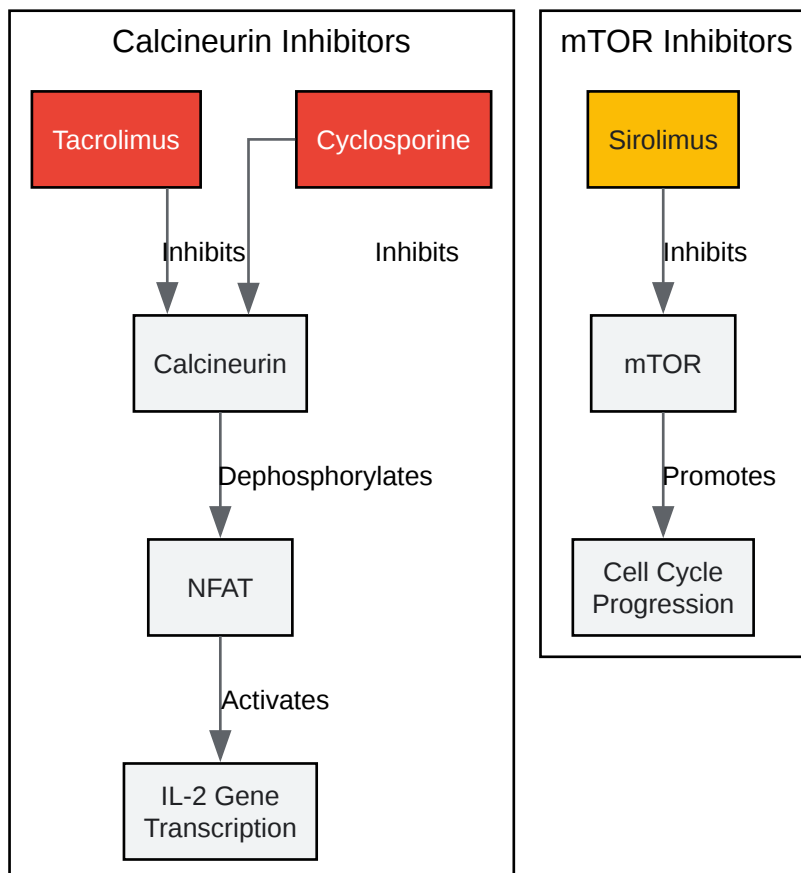 Calcineurin Inhibitors
Tacrolimus
Cyclosporine
Inhibits
Inhibits
Calcineurin
Dephosphorylates
NFAT
Activates
IL-2 Gene
Transcription
mTOR Inhibitors
Sirolimus
Inhibits
mTOR
Promotes
Cell Cycle
Progression